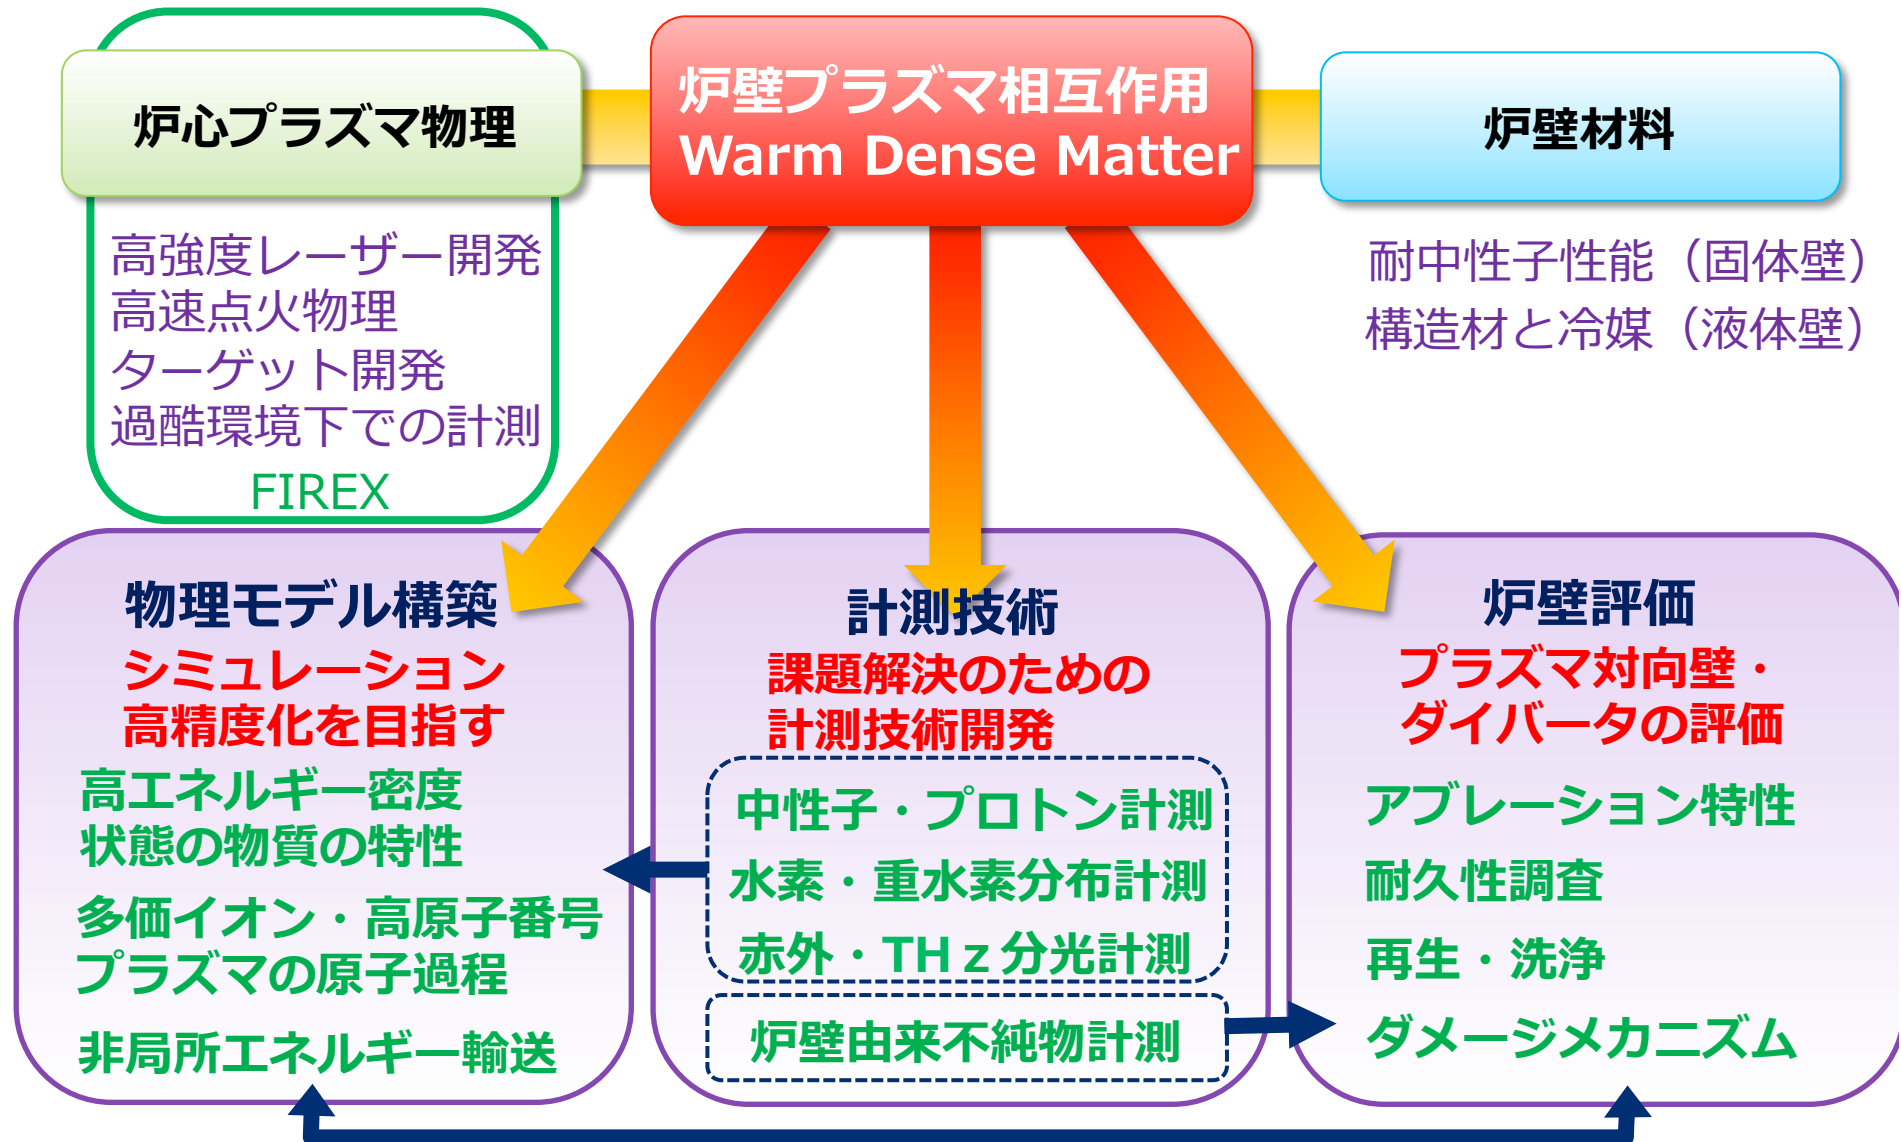 炉心プラズマ物理
高強度レーザー開発
高速点火物理
ターゲット開発
過酷環境下での計測
FIREX
炉壁プラズマ相互作用
Warm Dense Matter
炉壁材料
耐中性子性能（固体壁）
構造材と冷媒（液体壁）
物理モデル構築
シミュレーション
高精度化を目指す
高エネルギー密度
状態の物質の特性
多価イオン・高原子番号
プラズマの原子過程
非局所エネルギー輸送
計測技術
課題解決のための
計測技術開発
中性子・プロトン計測
水素・重水素分布計測
赤外・THｚ分光計測
炉壁由来不純物計測
炉壁評価
プラズマ対向壁・
ダイバータの評価
アブレーション特性
耐久性調査
再生・洗浄
ダメージメカニズム